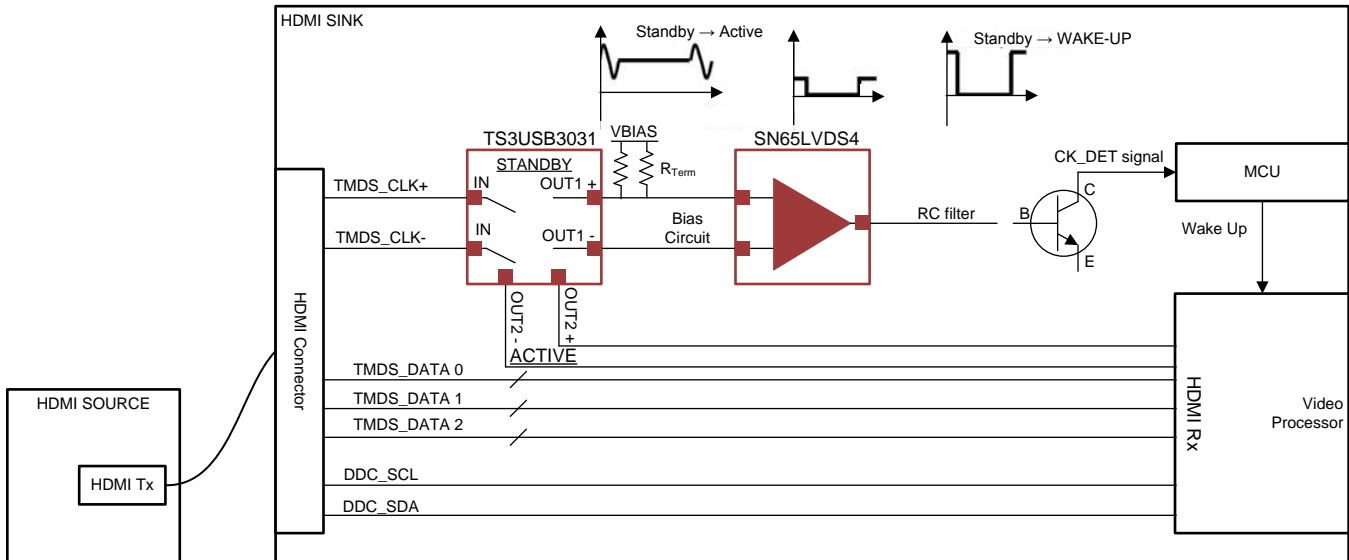 HDMI SINK
Standby → Active
Standby → WAKE-UP
TS3USB3031
VBIAS
SN65LVDS4
STANDBY
RTerm
CK_DET signal
MCU
TMDS_CLK+
IN
OUT1 +
C
RC filter
B
Bias
Circuit
Wake Up
TMDS_CLK-
IN
OUT1 -
E
OUT2 -
OUT2 +
ACTIVE
HDMI Connector
TMDS_DATA 0
TMDS_DATA 1
TMDS_DATA 2
HDMI Rx
Video
Processor
HDMI SOURCE
HDMI Tx
DDC_SCL
DDC_SDA